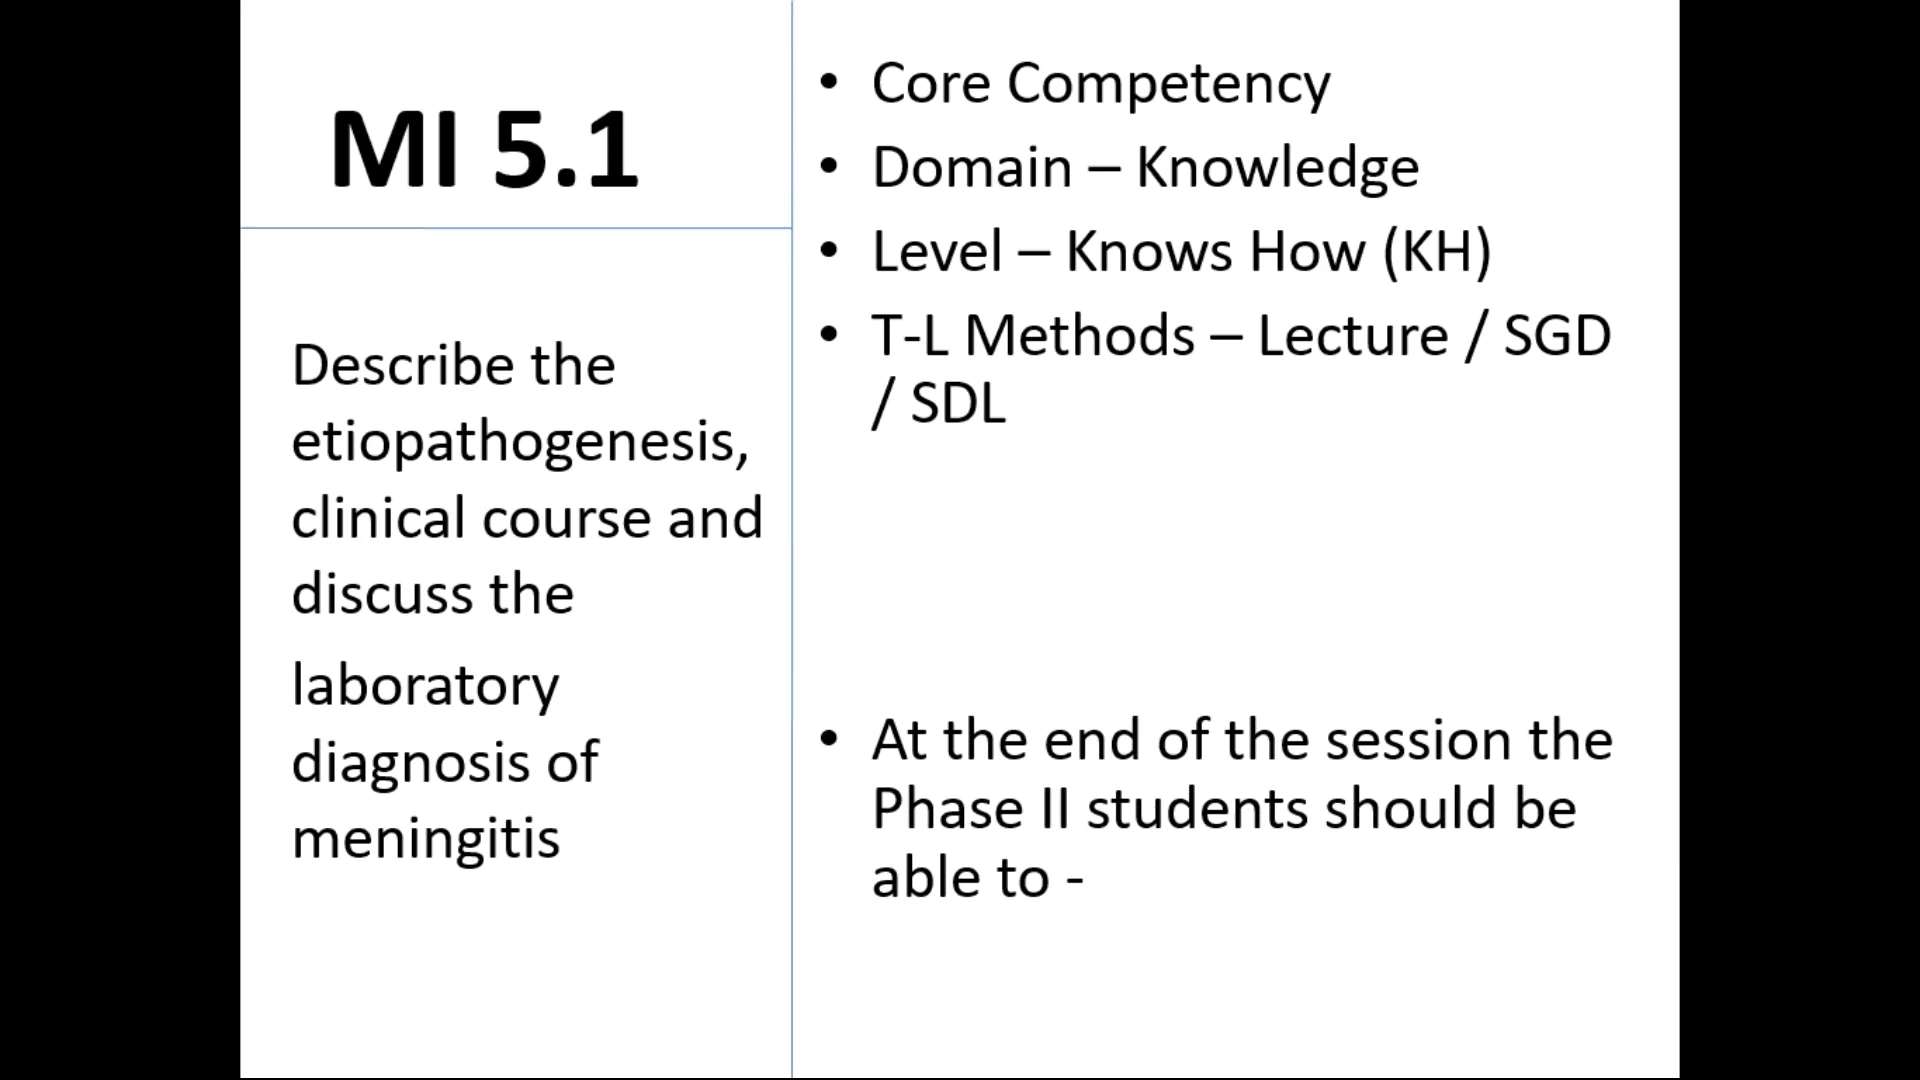 MI 5.1
Describe the
etiopathogenesis,
clinical course and
discuss the
laboratory
diagnosis of
meningitis
• Core Competency
• Domain – Knowledge
• Level – Knows How (KH)
• T-L Methods – Lecture / SGD
/ SDL
• At the end of the session the
Phase II students should be
able to -